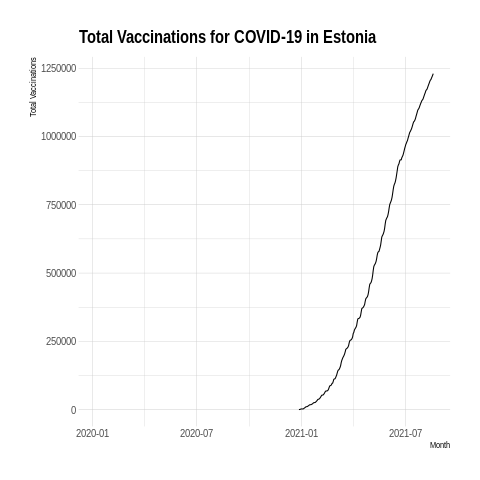 Total Vaccinations for COVID-19 in Estonia
Total Vaccinations
1250000
1000000
750000
500000
250000
0
2020-01 2020-07 2021-01 2021-07
Month